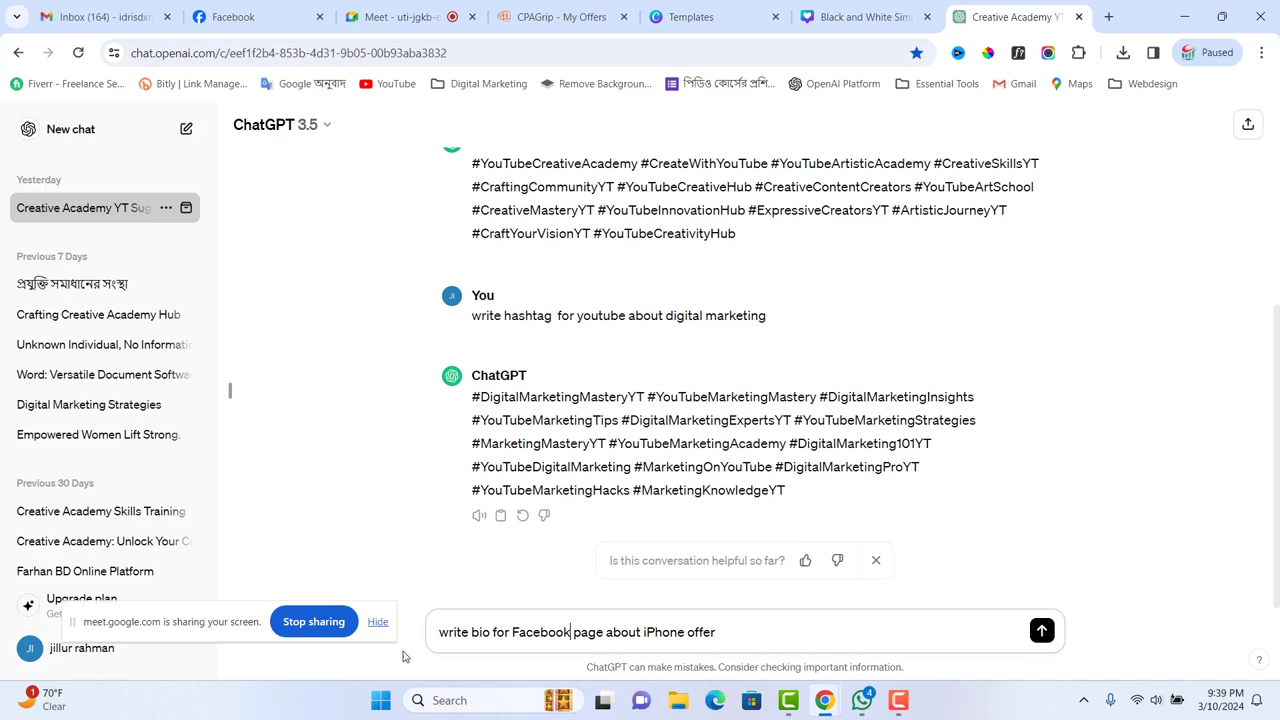 Inbox (164) - idrisdxr
Facebook
Meet - uti-jgkb-e
CPAGrip - My Offers
Templates
Black and White Sim
Creative Academy YT
chat.openai.com/c/eef1f2b4-853b-4d31-9b05-00b93aba3832
Paused
Fiverr - Freelance Se...
Bitly | Link Manage...
Google অনুবাদ
YouTube
Digital Marketing
Remove Backgroun...
পিডিও কোর্সের প্রশি...
OpenAI Platform
Essential Tools
Gmail
Maps
Webdesign
New chat
ChatGPT 3.5
Yesterday
Creative Academy YT Sug
Previous 7 Days
প্রযুক্তি সমাধানের সংস্থা
Crafting Creative Academy Hub
Unknown Individual, No Informatic
Word: Versatile Document Softwa
Digital Marketing Strategies
Empowered Women Lift Strong.
Previous 30 Days
Creative Academy Skills Training
Creative Academy: Unlock Your C
Farhan BD Online Platform
Upgrade plan
Get
jillur rahman
meet.google.com is sharing your screen.
Stop sharing
Hide
#YouTubeCreativeAcademy #CreateWithYouTube #YouTubeArtisticAcademy #CreativeSkillsYT
#CraftingCommunityYT #YouTubeCreativeHub #CreativeContentCreators #YouTubeArtSchool
#CreativeMasteryYT #YouTubeInnovationHub #ExpressiveCreatorsYT #ArtisticJourneyYT
#CraftYourVisionYT #YouTubeCreativityHub
JI
You
write hashtag for youtube about digital marketing
ChatGPT
#DigitalMarketingMasteryYT #YouTubeMarketingMastery #DigitalMarketingInsights
#YouTubeMarketingTips #DigitalMarketingExpertsYT #YouTubeMarketingStrategies
#MarketingMasteryYT #YouTubeMarketingAcademy #DigitalMarketing101YT
#YouTubeDigitalMarketing #MarketingOnYouTube #DigitalMarketingProYT
#YouTubeMarketingHacks #MarketingKnowledgeYT
Is this conversation helpful so far?
write bio for Facebook page about iPhone offer
ChatGPT can make mistakes. Consider checking important information.
?
JI
1
70°F
Clear
Search
4
9:39 PM
3/10/2024